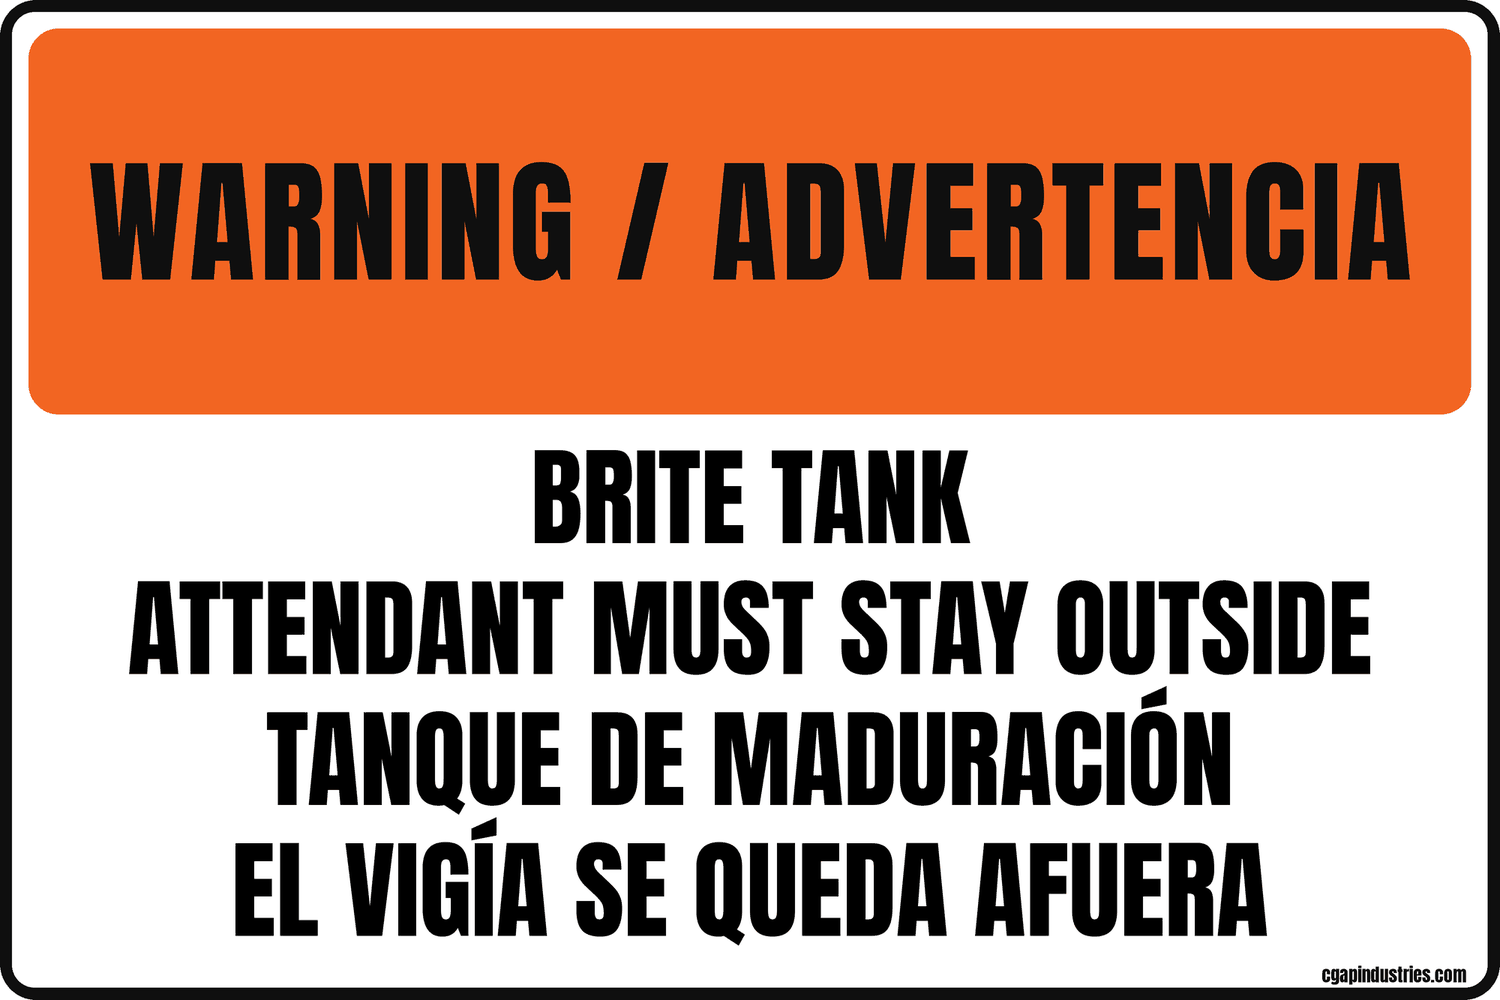 WARNING / ADVERTENCIA
BRITE TANK
ATTENDANT MUST STAY OUTSIDE
TANQUE DE MADURACIÓN
EL VIGÍA SE QUEDA AFUERA
cgapindustries.com